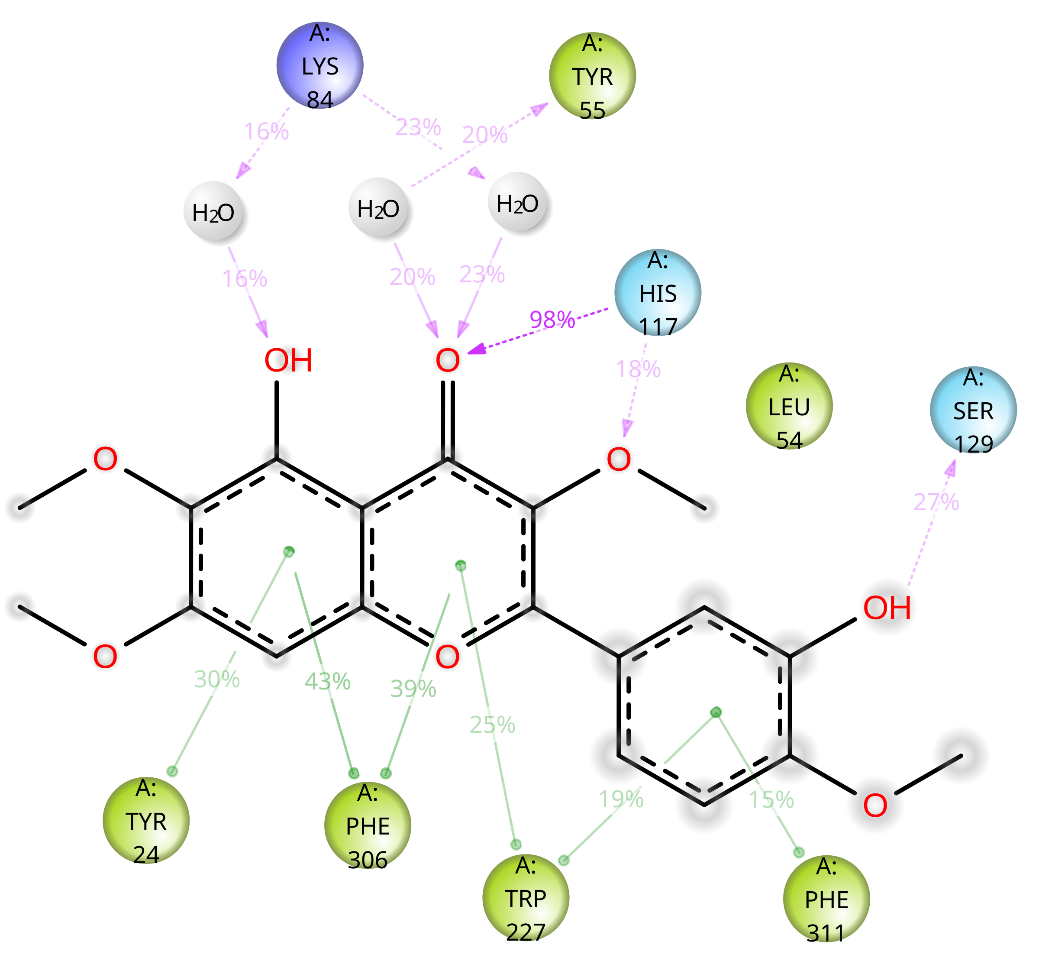 A:
LYS
84
A:
TYR
55
16%
23%
20%
H2O
H2O
H2O
A:
HIS
117
16%
20%
23%
98%
18%
OH
O
A:
LEU
54
A:
SER
129
O
O
27%
OH
O
O
30%
43%
39%
25%
19%
15%
O
A:
TYR
24
A:
PHE
306
A:
TRP
227
A:
PHE
311